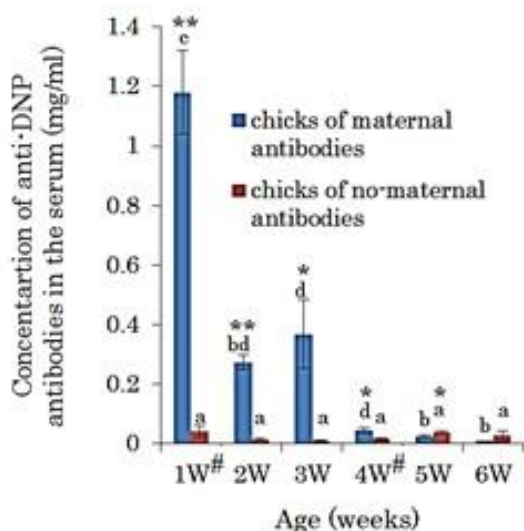 Concentartion of anti-DNP
antibodies in the serum (mg/ml)
1.4
1.2
1
0.8
0.6
0.4
0.2
0
chicks of maternal
antibodies
chicks of no-maternal
antibodies
**
c
a
**
bd
a
*
d
a
*
d
a
b
*
a
b
a
1W#
2W
3W
4W#
5W
6W
Age (weeks)